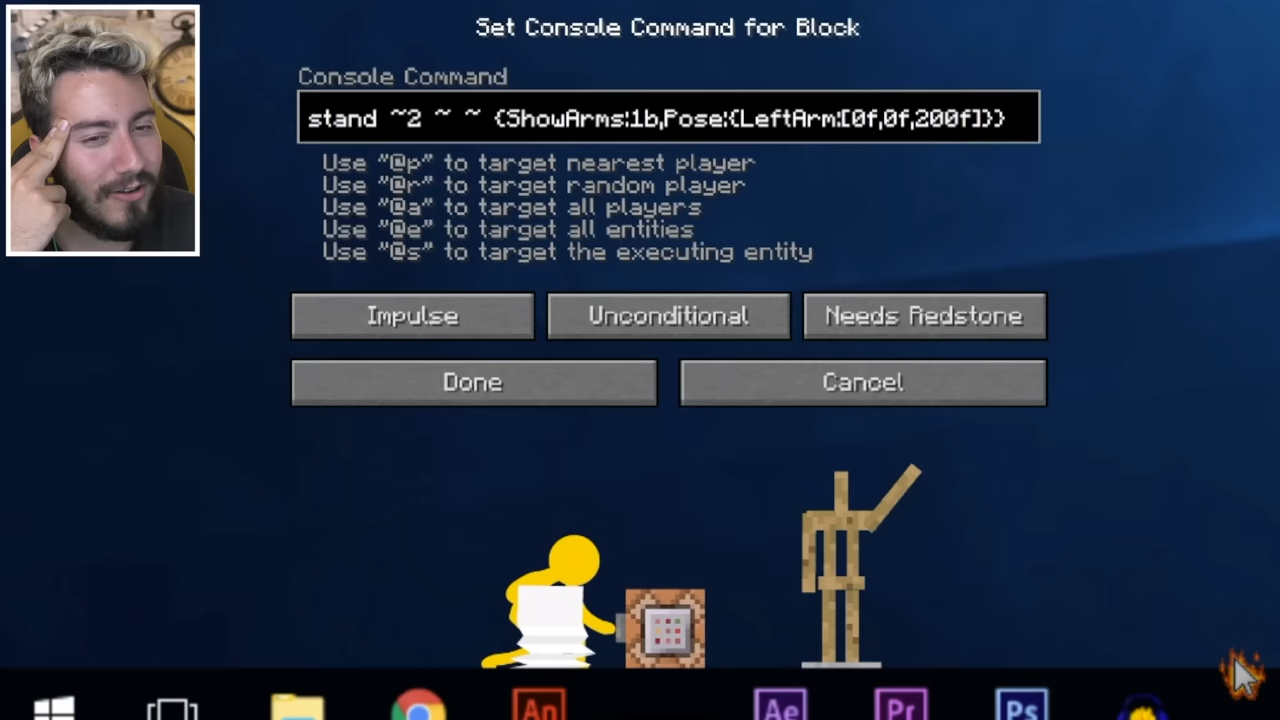 Set Console Command for Block
Console Command
stand ~2 ~ ~ {ShowArms:1b,Pose:{LeftArm:[0f,0f,200f]}}
Use "@p" to target nearest player
Use "@r" to target random player
Use "@a" to target all players
Use "@e" to target all entities
Use "@s" to target the executing entity
Impulse Unconditional Needs Redstone
Done Cancel
An Ae Pr Ps